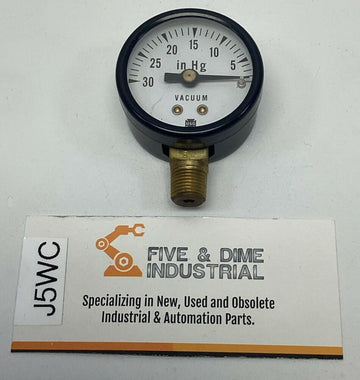 30 25 20 15 10 5
in Hg
VACUUM
J5WC
FIVE & DIME
INDUSTRIAL
Specializing in New, Used and Obsolete
Industrial & Automation Parts.